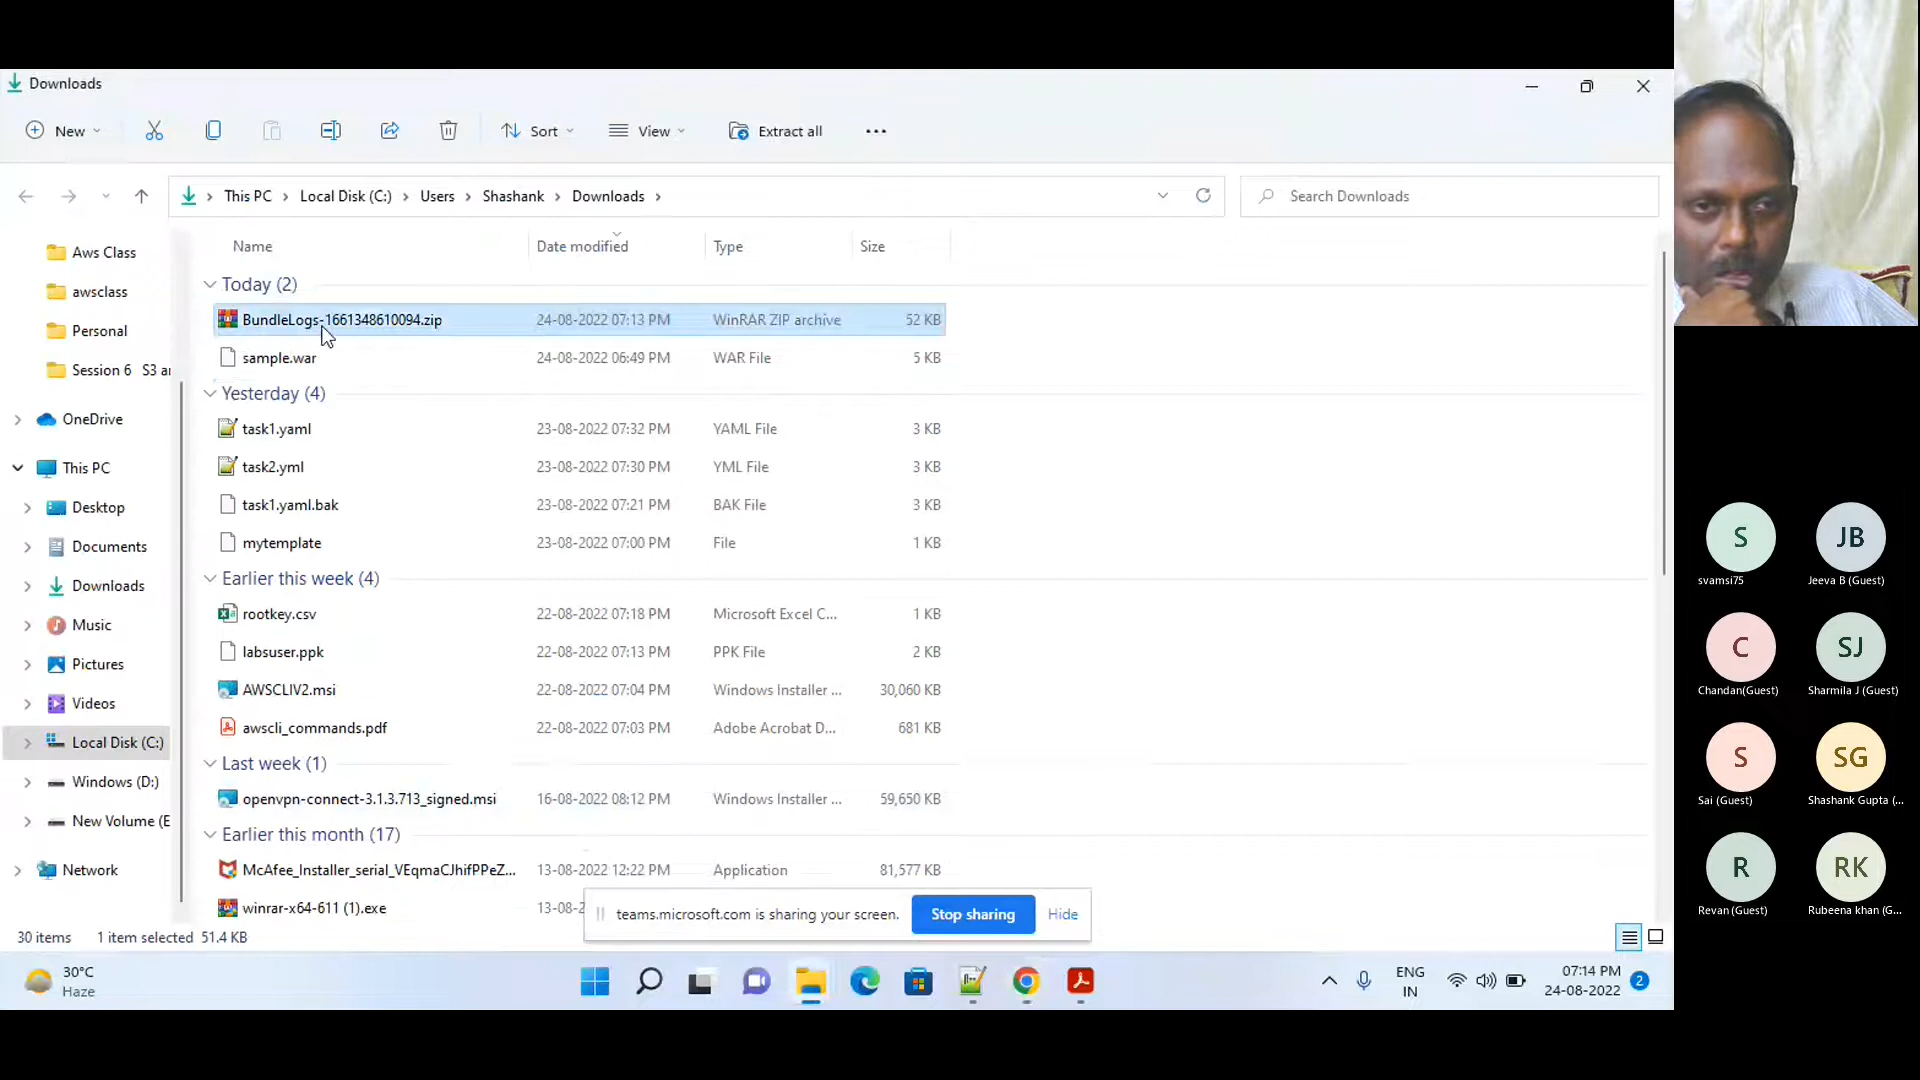 Downloads
New
Sort
View
Extract all
This PC
Local Disk (C:)
Users
Shashank
Downloads
Search Downloads
Name
Date modified
Type
Size
Aws Class
awsclass
Personal
Session 6 S3 ar
OneDrive
This PC
Desktop
Documents
Downloads
Music
Pictures
Videos
Local Disk (C:)
Windows (D:)
New Volume (E
Network
Today (2)
BundleLogs-1661348610094.zip 24-08-2022 07:13 PM WinRAR ZIP archive 52 KB
sample.war 24-08-2022 06:49 PM WAR File 5 KB
Yesterday (4)
task1.yaml 23-08-2022 07:32 PM YAML File 3 KB
task2.yml 23-08-2022 07:30 PM YML File 3 KB
task1.yaml.bak 23-08-2022 07:21 PM BAK File 3 KB
mytemplate 23-08-2022 07:00 PM File 1 KB
Earlier this week (4)
rootkey.csv 22-08-2022 07:18 PM Microsoft Excel C... 1 KB
labsuser.ppk 22-08-2022 07:13 PM PPK File 2 KB
AWSCLIV2.msi 22-08-2022 07:04 PM Windows Installer ... 30,060 KB
awscli_commands.pdf 22-08-2022 07:03 PM Adobe Acrobat D... 681 KB
Last week (1)
openvpn-connect-3.1.3.713_signed.msi 16-08-2022 08:12 PM Windows Installer ... 59,650 KB
Earlier this month (17)
McAfee_Installer_serial_VEqmaCJhifPPeZ... 13-08-2022 12:22 PM Application 81,577 KB
winrar-x64-611 (1).exe 13-08-2
teams.microsoft.com is sharing your screen.
Stop sharing
Hide
30 items 1 item selected 51.4 KB
30°C
Haze
ENG
IN
07:14 PM
24-08-2022
2
S
svamsi75
JB
Jeeva B (Guest)
C
Chandan(Guest)
SJ
Sharmila J (Guest)
S
Sai (Guest)
SG
Shashank Gupta (...
R
Revan (Guest)
RK
Rubeena khan (G...